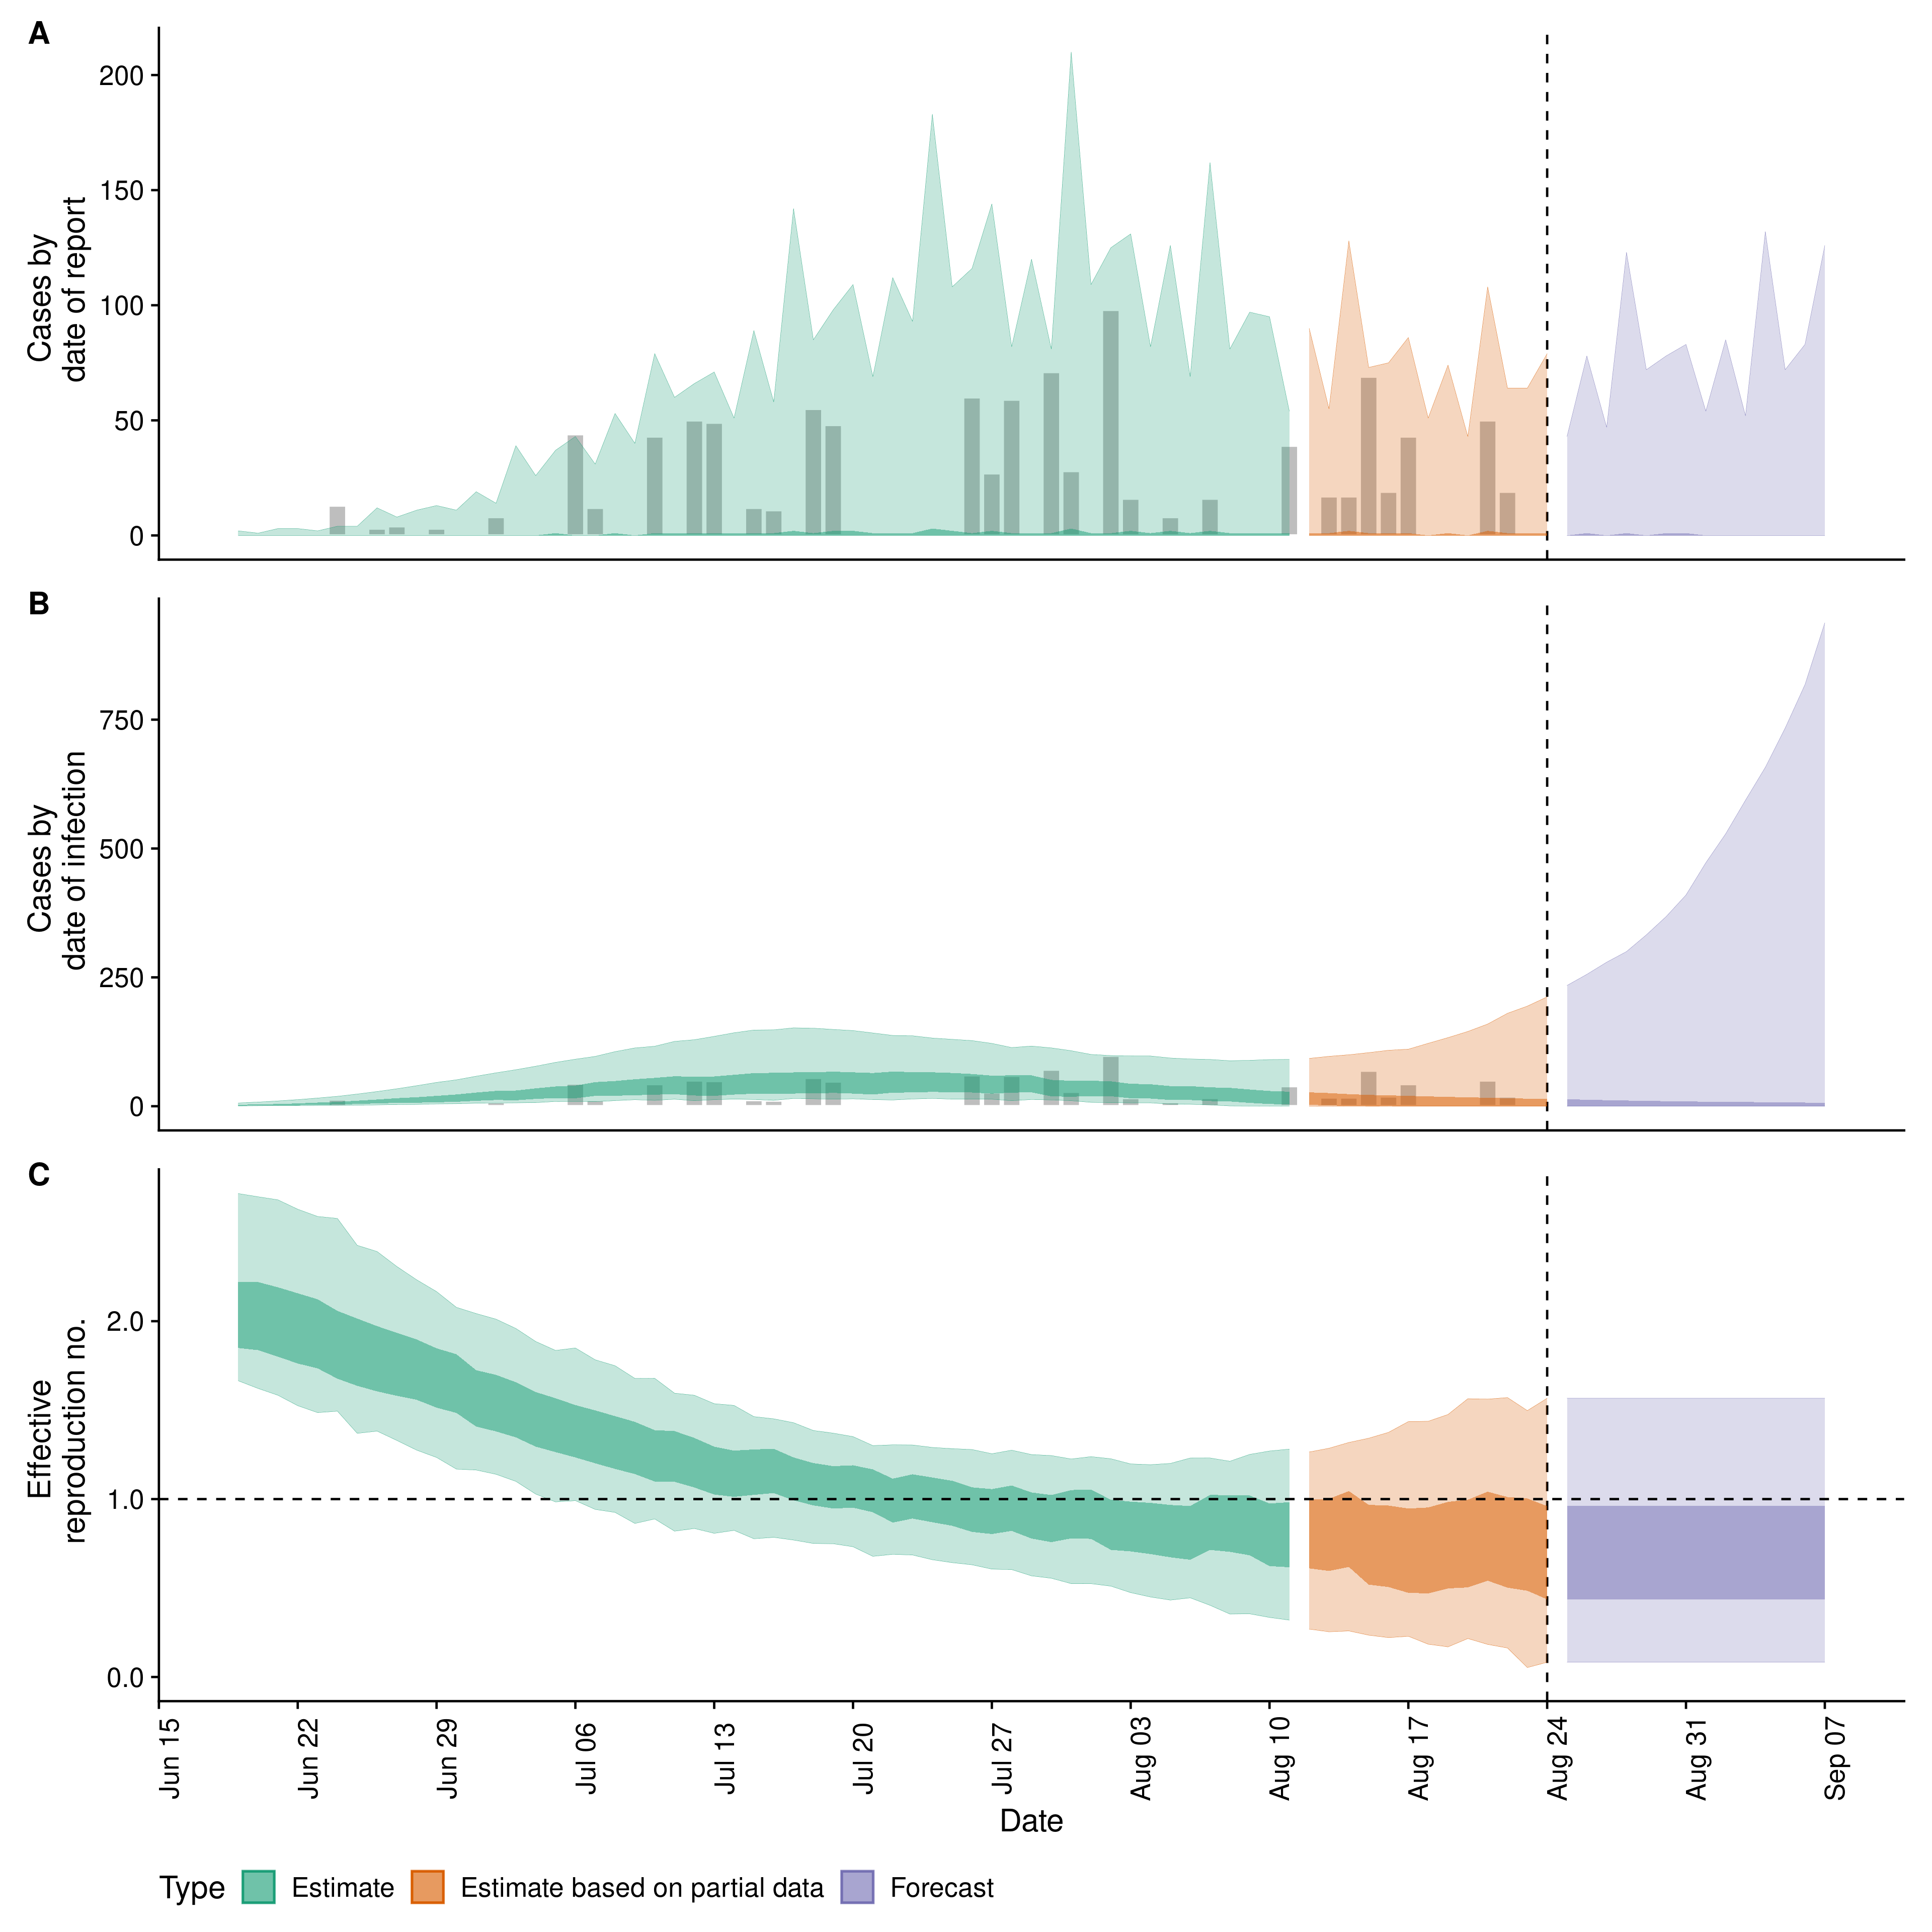 A
Cases by
date of report
200
150
100
50
0
B
Cases by
date of infection
750
500
250
0
C
Effective
reproduction no.
2.0
1.0
0.0
Jun 15
Jun 22
Jun 29
Jul 06
Jul 13
Jul 20
Jul 27
Aug 03
Aug 10
Aug 17
Aug 24
Aug 31
Sep 07
Date
Type Estimate Estimate based on partial data Forecast